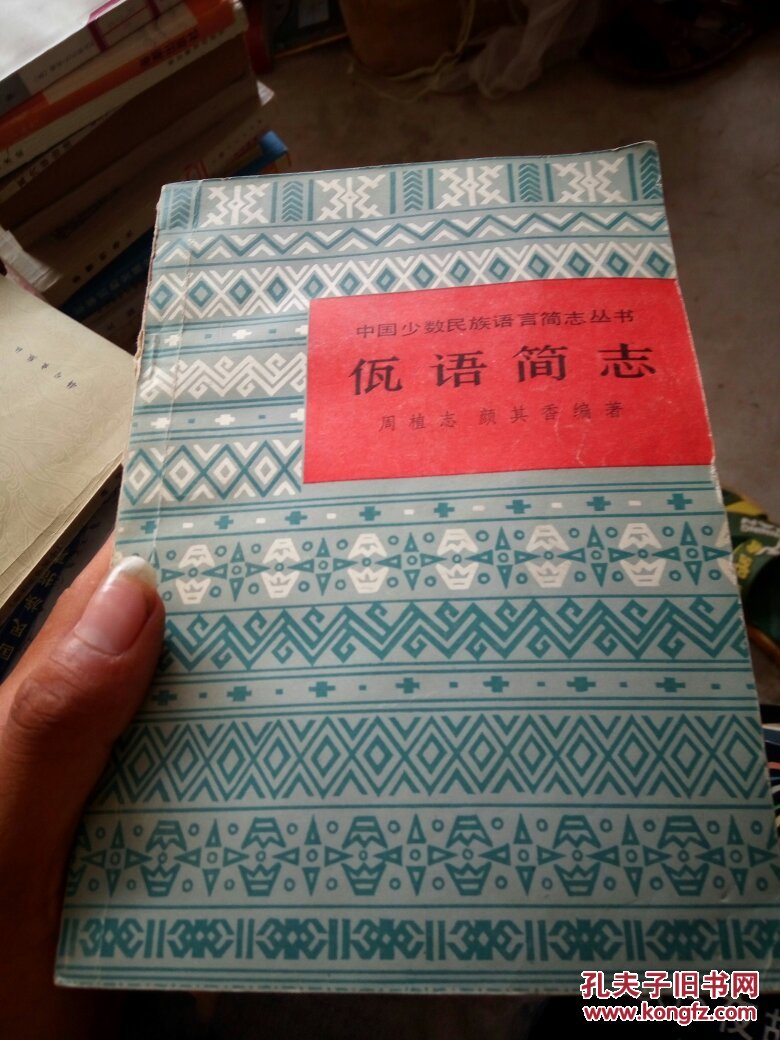 中国少数民族语言简志丛书
佤语简志
周植志 颜其香编著
孔夫子旧书网
www.kongfz.com